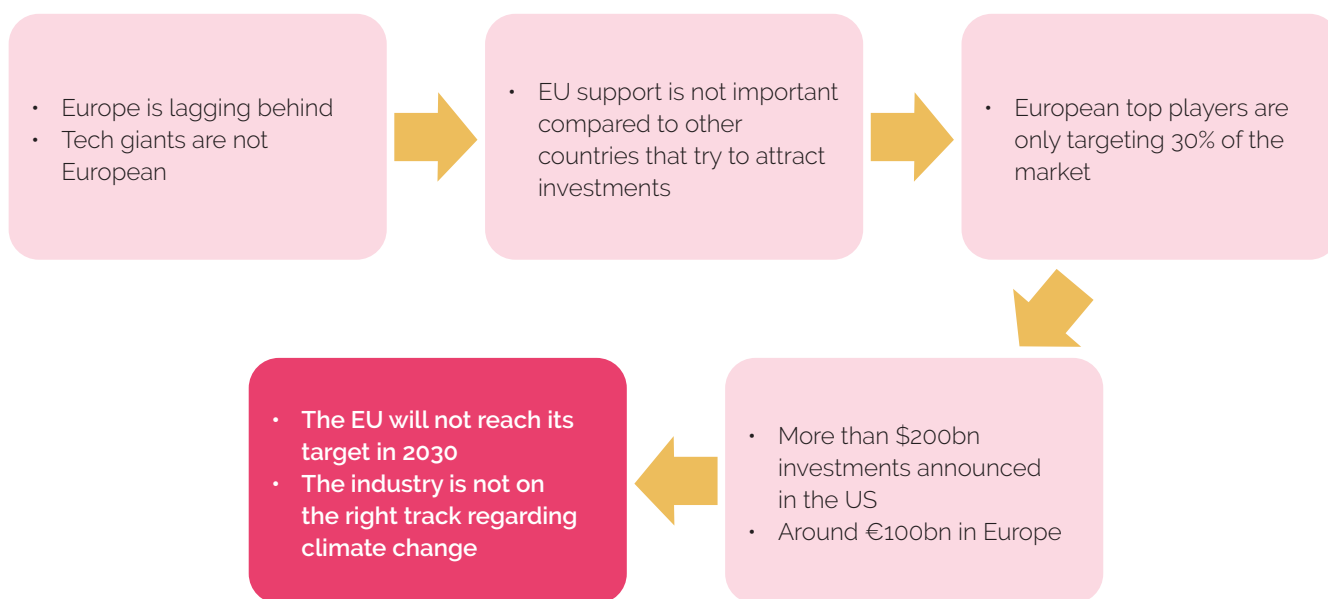 • Europe is lagging behind
• Tech giants are not
European
• EU support is not important
compared to other
countries that try to attract
investments
• European top players are
only targeting 30% of the
market
• More than $200bn
investments announced
in the US
• Around €100bn in Europe
• The EU will not reach its
target in 2030
• The industry is not on
the right track regarding
climate change